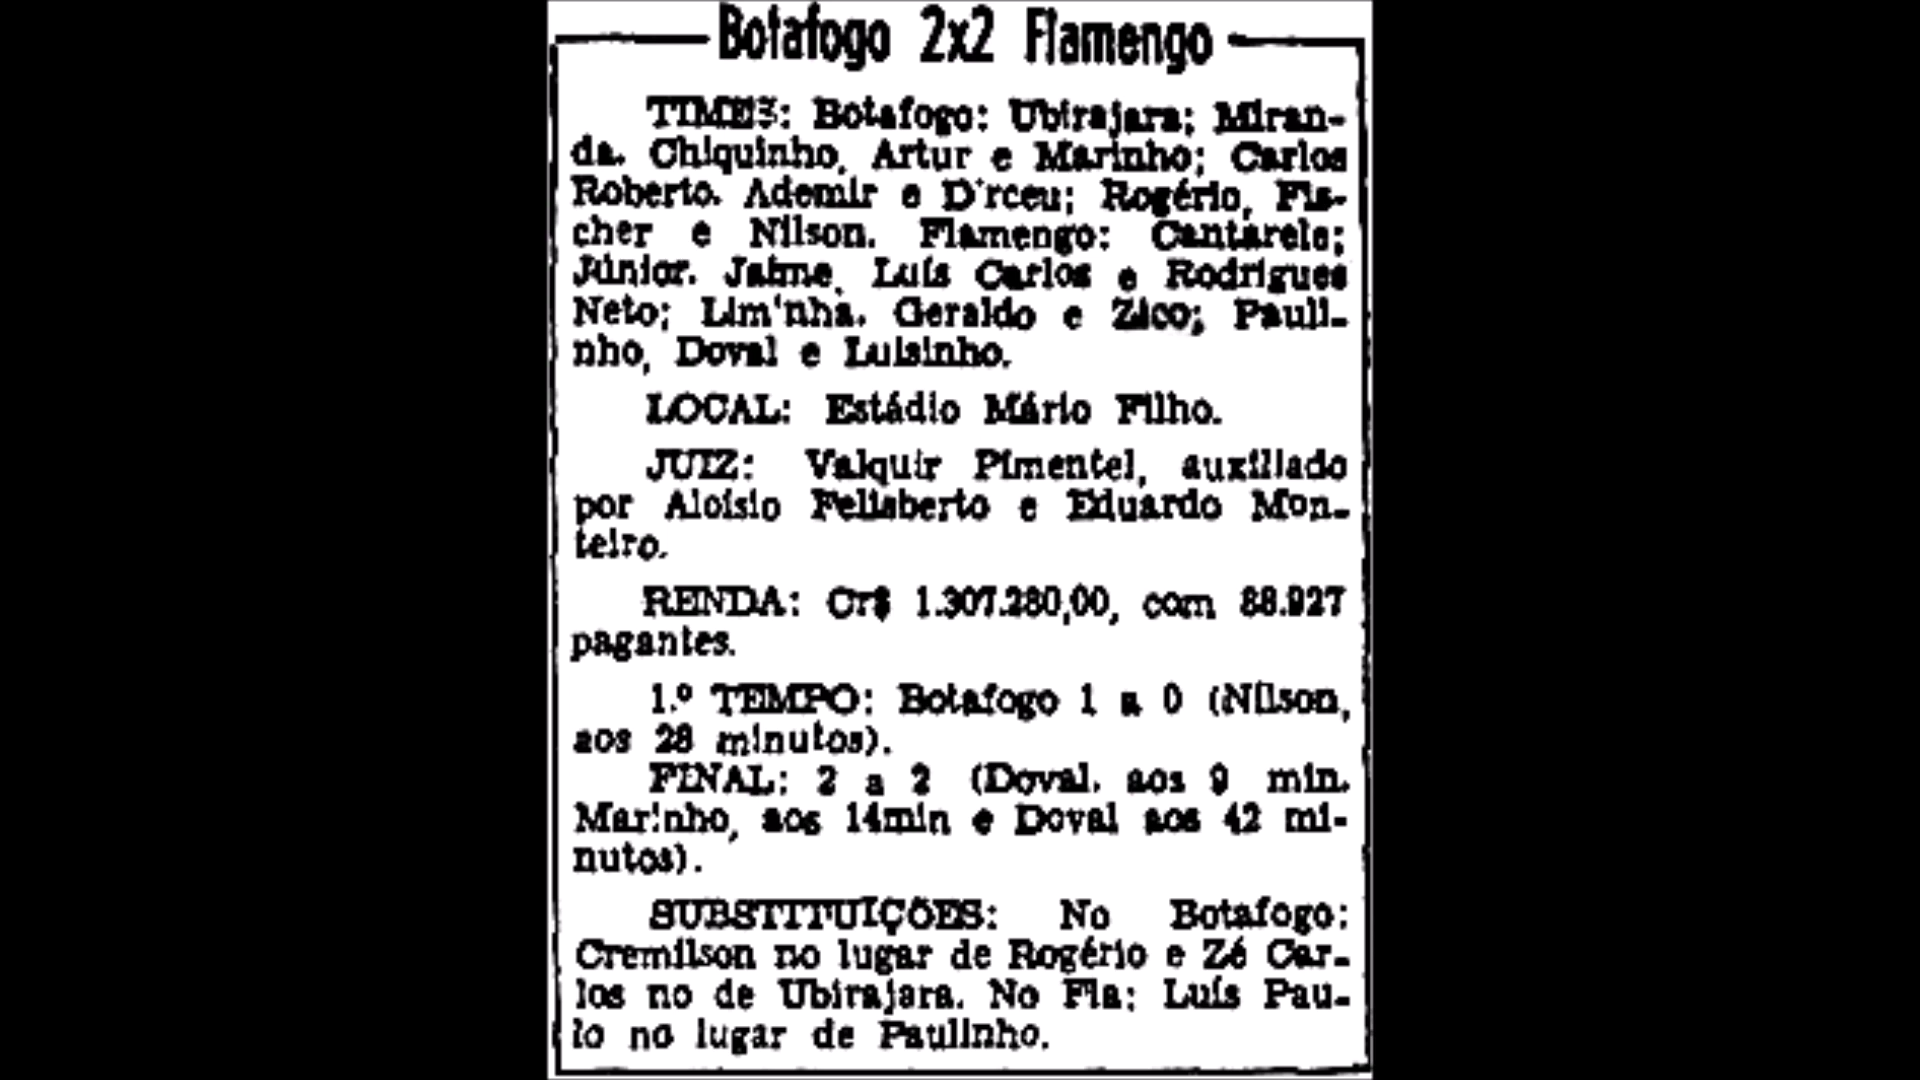 Botafogo 2x2 Flamengo
TIMES: Botafogo: Ubirajara; Miran-
da. Chiquinho, Artur e Marinho; Carlos
Roberto. Ademir e D'rceu; Rogério, Fis-
cher e Nilson. Flamengo: Cantarele;
Júnior. Jaime, Luís Carlos e Rodrigues
Neto; Lim'nha. Geraldo e Zico; Pauli-
nho, Doval e Luisinho.
LOCAL: Estádio Mário Filho.
JUIZ: Valquir Pimentel, auxiliado
por Aloísio Felisberto e Eduardo Mon-
teiro.
RENDA: Cr$ 1.307.280,00, com 88.927
pagantes.
1.º TEMPO: Botafogo 1 a 0 (Nilson,
aos 28 minutos).
FINAL: 2 a 2 (Doval. aos 9 min.
Marinho, aos 14min e Doval aos 42 mi-
nutos).
SUBSTITUIÇÕES: No Botafogo:
Cremilson no lugar de Rogério e Zé Car-
los no de Ubirajara. No Fla: Luís Pau-
lo no lugar de Paulinho.